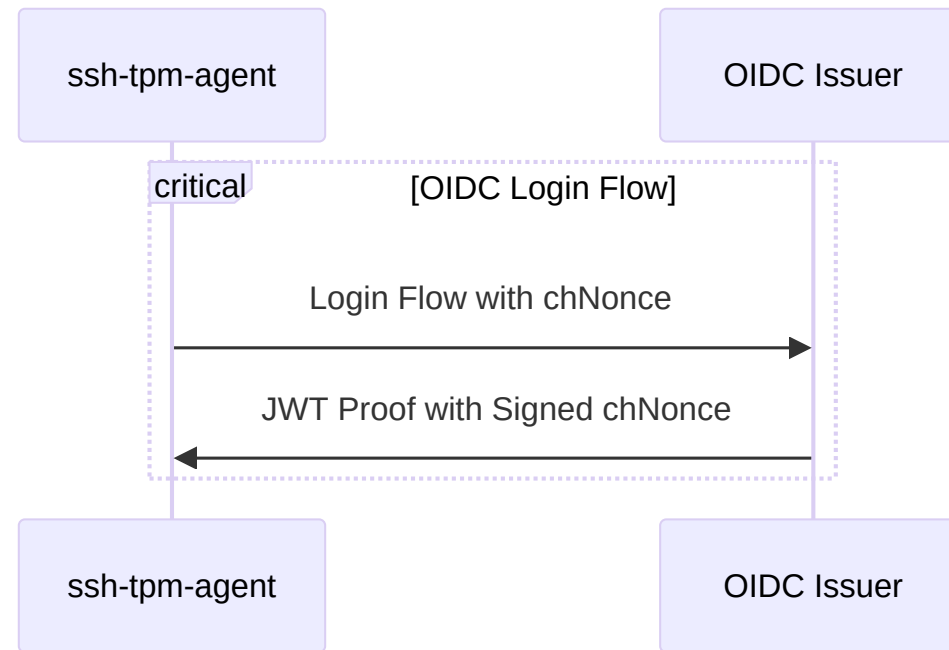 ssh-tpm-agent
OIDC Issuer
critical
[OIDC Login Flow]
Login Flow with chNonce
JWT Proof with Signed chNonce
ssh-tpm-agent
OIDC Issuer